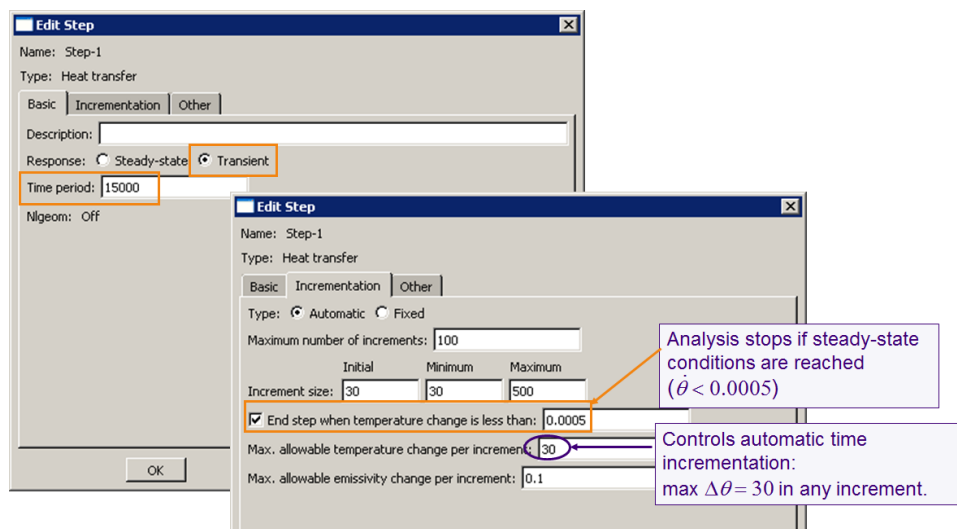 Edit Step
Name: Step-1
Type: Heat transfer
Basic Incrementation Other
Description:
Response: Steady-state Transient
Time period: 15000
Nlgeom: Off
OK
Edit Step
Name: Step-1
Type: Heat transfer
Basic Incrementation Other
Type: Automatic Fixed
Maximum number of increments: 100
Initial Minimum Maximum
Increment size: 30 30 500
End step when temperature change is less than: 0.0005
Max. allowable temperature change per increment: 30
Max. allowable emissivity change per increment: 0.1
Analysis stops if steady-state
conditions are reached
(θ̇ < 0.0005)
Controls automatic time
incrementation:
max Δθ = 30 in any increment.